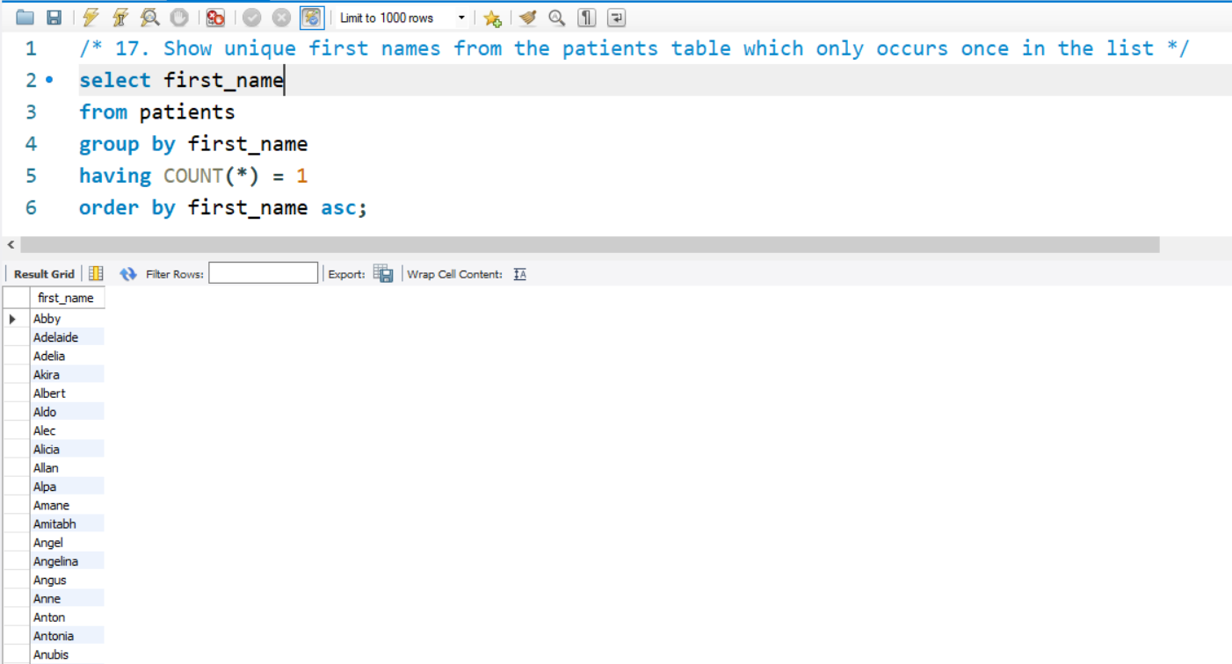 Limit to 1000 rows
1 /* 17. Show unique first names from the patients table which only occurs once in the list */
2 select first_name
3 from patients
4 group by first_name
5 having COUNT(*) = 1
6 order by first_name asc;
Result Grid Filter Rows: Export: Wrap Cell Content:
first_name
Abby
Adelaide
Adelia
Akira
Albert
Aldo
Alec
Alicia
Allan
Alpa
Amane
Amitabh
Angel
Angelina
Angus
Anne
Anton
Antonia
Anubis